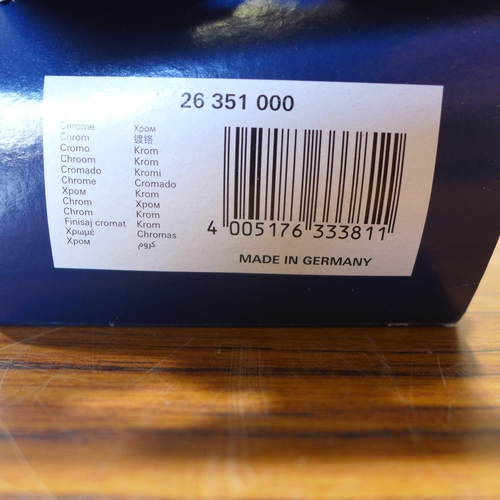 26 351 000
Chrome
Chrom
Cromo
Chroom
Cromado
Chrome
Хром
Chrom
Chrom
Finisaj cromat
Χρωμέ
Хром
Хром
镀铬
Krom
Krom
Kromi
Cromado
Krom
Хром
Krom
Krom
Chromas
كروم
4 005176 333811
MADE IN GERMANY